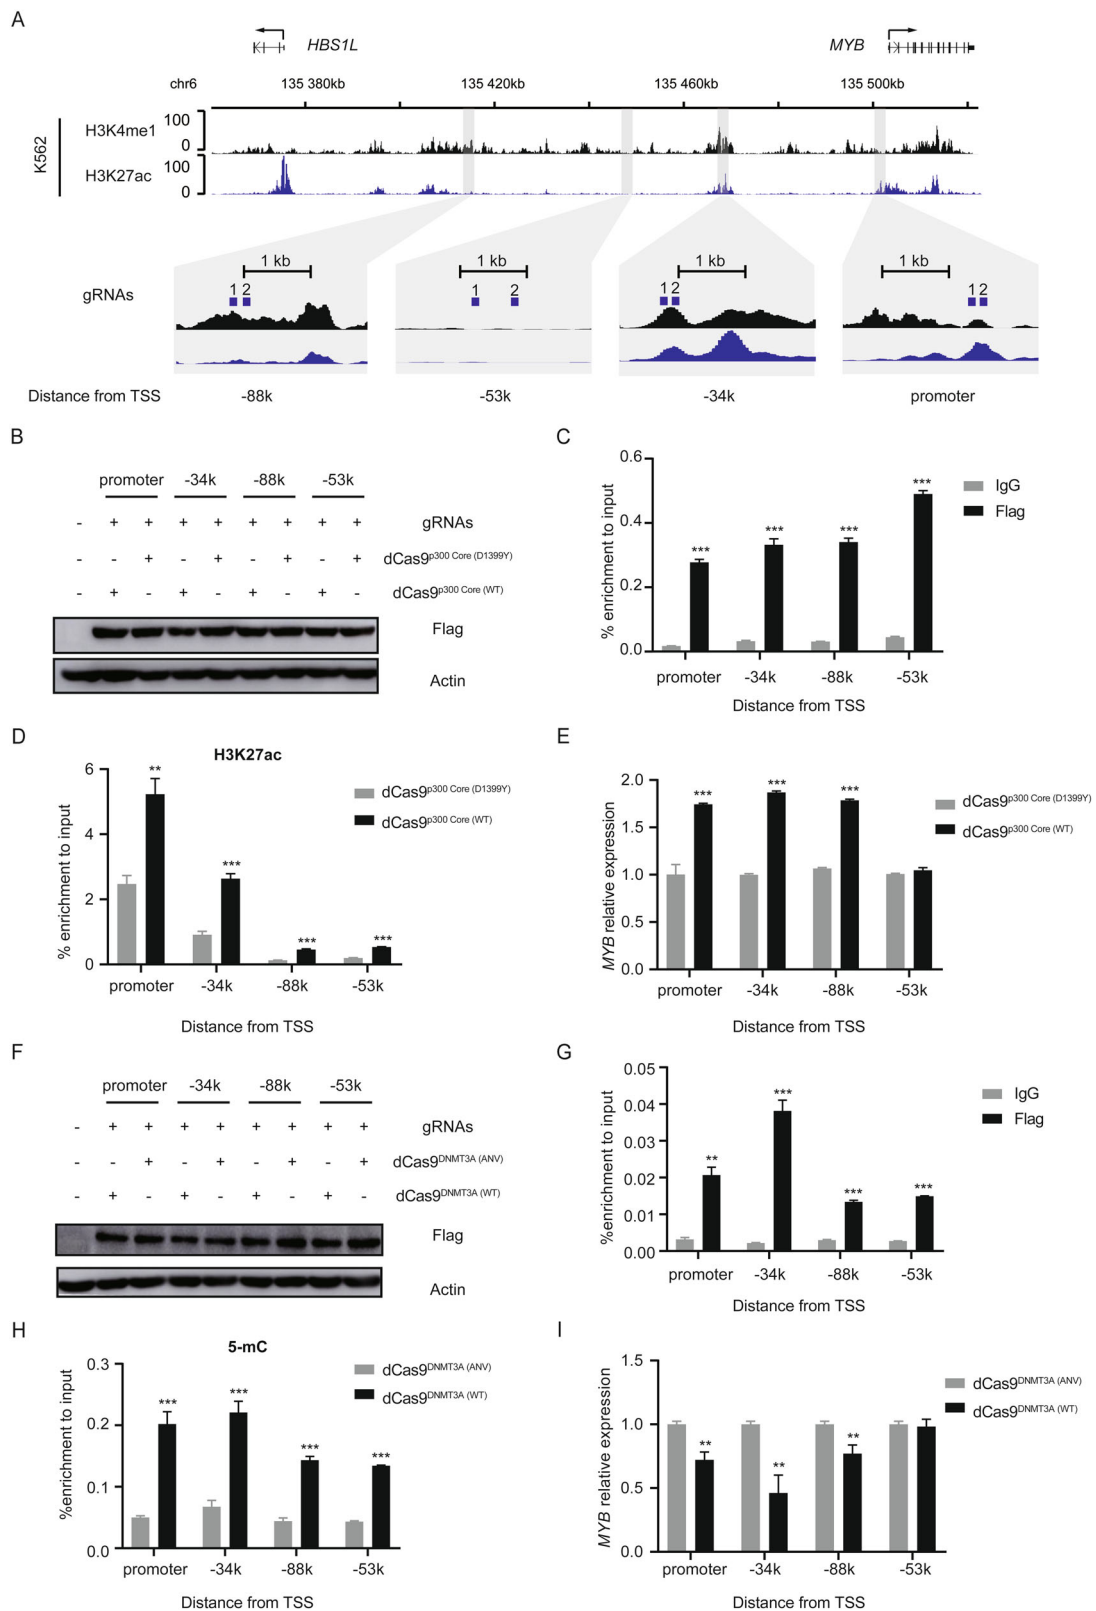 A
HBS1L
MYB
chr6
135 380kb
135 420kb
135 460kb
135 500kb
K562
H3K4me1
100
0
H3K27ac
100
0
1 kb
1 kb
1 kb
1 kb
gRNAs
1 2
1 2
1 2
1 2
Distance from TSS
-88k
-53k
-34k
promoter
B
promoter -34k -88k -53k
- + + + + + + + + gRNAs
- - + - + - + - + dCas9p300 Core (D1399Y)
- + - + - + - + - dCas9p300 Core (WT)
Flag
Actin
C
% enrichment to input
0.6
0.4
0.2
0.0
***
***
***
***
IgG
Flag
promoter -34k -88k -53k
Distance from TSS
D
H3K27ac
% enrichment to input
6
4
2
0
**
***
***
***
dCas9p300 Core (D1399Y)
dCas9p300 Core (WT)
promoter -34k -88k -53k
Distance from TSS
E
MYB relative expression
2.0
1.5
1.0
0.5
0.0
***
***
***
dCas9p300 Core (D1399Y)
dCas9p300 Core (WT)
promoter -34k -88k -53k
Distance from TSS
F
promoter -34k -88k -53k
- + + + + + + + + gRNAs
- - + - + - + - + dCas9DNMT3A (ANV)
- + - + - + - + - dCas9DNMT3A (WT)
Flag
Actin
G
%enrichment to input
0.05
0.04
0.03
0.02
0.01
0.00
**
***
***
***
IgG
Flag
promoter -34k -88k -53k
Distance from TSS
H
5-mC
%enrichment to input
0.3
0.2
0.1
0.0
***
***
***
***
dCas9DNMT3A (ANV)
dCas9DNMT3A (WT)
promoter -34k -88k -53k
Distance from TSS
I
MYB relative expression
1.5
1.0
0.5
0.0
**
**
**
dCas9DNMT3A (ANV)
dCas9DNMT3A (WT)
promoter -34k -88k -53k
Distance from TSS